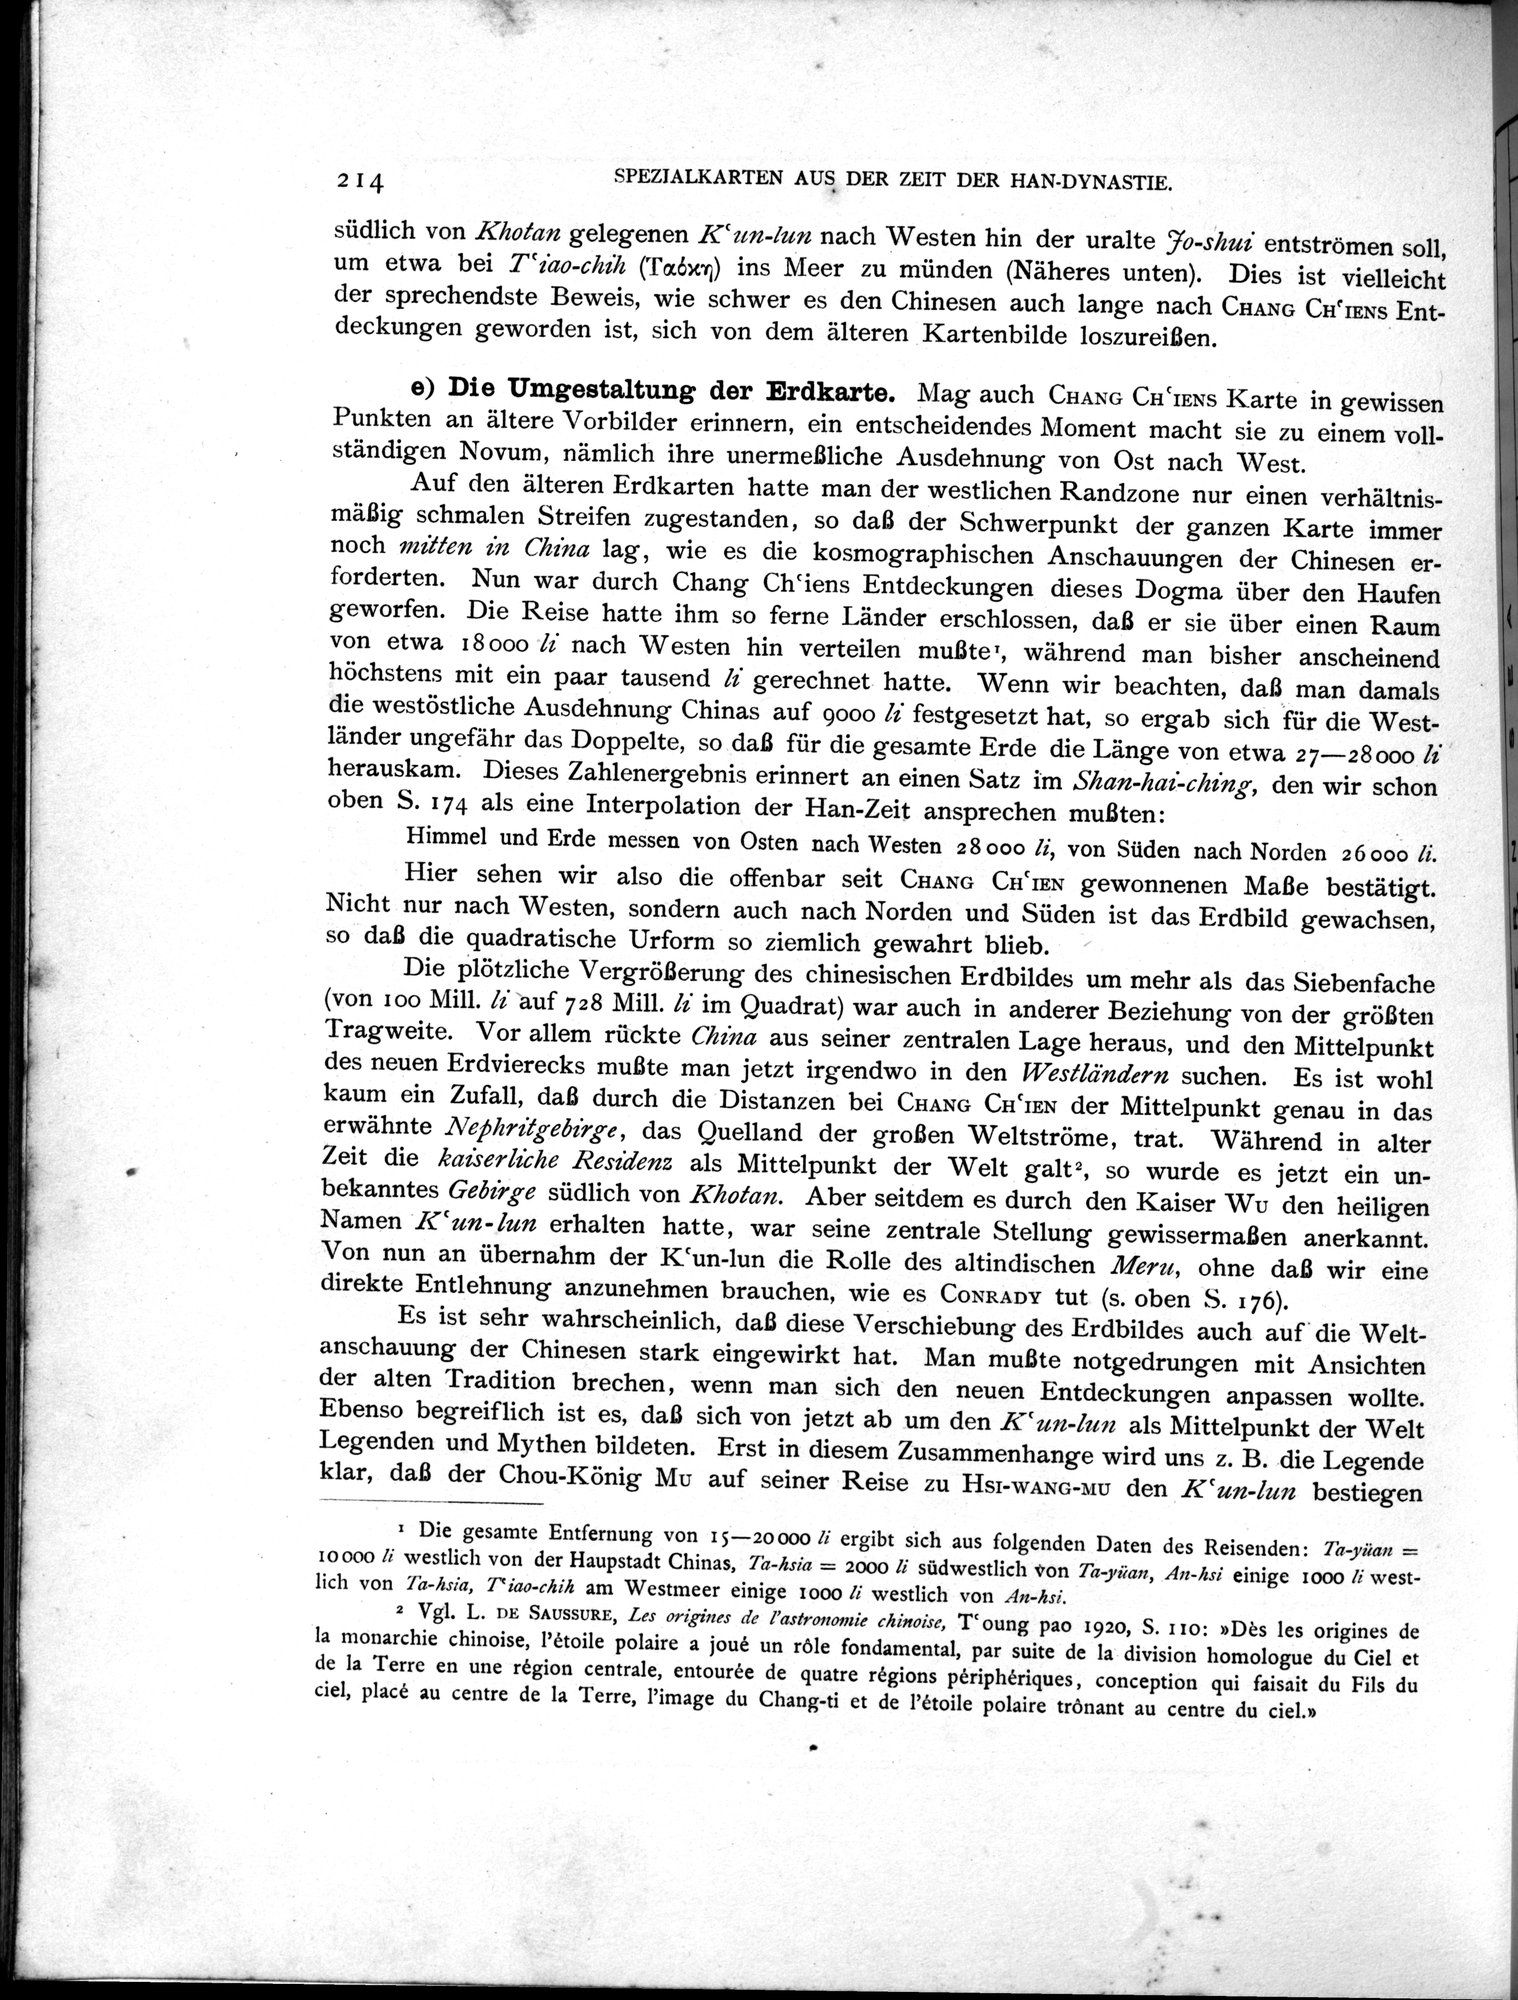 214 SPEZIALKARTEN AUS DER ZEIT DER HAN-DYNASTIE.
südlich von Khotan gelegenen Kʻun-lun nach Westen hin der uralte Jo-shui entströmen soll,
um etwa bei Tʻiao-chih (Ταόκη) ins Meer zu münden (Näheres unten). Dies ist vielleicht
der sprechendste Beweis, wie schwer es den Chinesen auch lange nach CHANG CHʻIENS Ent-
deckungen geworden ist, sich von dem älteren Kartenbilde loszureißen.
e) Die Umgestaltung der Erdkarte. Mag auch CHANG CHʻIENS Karte in gewissen
Punkten an ältere Vorbilder erinnern, ein entscheidendes Moment macht sie zu einem voll-
ständigen Novum, nämlich ihre unermeßliche Ausdehnung von Ost nach West.
Auf den älteren Erdkarten hatte man der westlichen Randzone nur einen verhältnis-
mäßig schmalen Streifen zugestanden, so daß der Schwerpunkt der ganzen Karte immer
noch mitten in China lag, wie es die kosmographischen Anschauungen der Chinesen er-
forderten. Nun war durch Chang Chʻiens Entdeckungen dieses Dogma über den Haufen
geworfen. Die Reise hatte ihm so ferne Länder erschlossen, daß er sie über einen Raum
von etwa 18000 li nach Westen hin verteilen mußte¹, während man bisher anscheinend
höchstens mit ein paar tausend li gerechnet hatte. Wenn wir beachten, daß man damals
die westöstliche Ausdehnung Chinas auf 9000 li festgesetzt hat, so ergab sich für die West-
länder ungefähr das Doppelte, so daß für die gesamte Erde die Länge von etwa 27—28000 li
herauskam. Dieses Zahlenergebnis erinnert an einen Satz im Shan-hai-ching, den wir schon
oben S. 174 als eine Interpolation der Han-Zeit ansprechen mußten:
Himmel und Erde messen von Osten nach Westen 28000 li, von Süden nach Norden 26000 li.
Hier sehen wir also die offenbar seit CHANG CHʻIEN gewonnenen Maße bestätigt.
Nicht nur nach Westen, sondern auch nach Norden und Süden ist das Erdbild gewachsen,
so daß die quadratische Urform so ziemlich gewahrt blieb.
Die plötzliche Vergrößerung des chinesischen Erdbildes um mehr als das Siebenfache
(von 100 Mill. li auf 728 Mill. li im Quadrat) war auch in anderer Beziehung von der größten
Tragweite. Vor allem rückte China aus seiner zentralen Lage heraus, und den Mittelpunkt
des neuen Erdvierecks mußte man jetzt irgendwo in den Westländern suchen. Es ist wohl
kaum ein Zufall, daß durch die Distanzen bei CHANG CHʻIEN der Mittelpunkt genau in das
erwähnte Nephritgebirge, das Quelland der großen Weltströme, trat. Während in alter
Zeit die kaiserliche Residenz als Mittelpunkt der Welt galt², so wurde es jetzt ein un-
bekanntes Gebirge südlich von Khotan. Aber seitdem es durch den Kaiser WU den heiligen
Namen Kʻun-lun erhalten hatte, war seine zentrale Stellung gewissermaßen anerkannt.
Von nun an übernahm der Kʻun-lun die Rolle des altindischen Meru, ohne daß wir eine
direkte Entlehnung anzunehmen brauchen, wie es CONRADY tut (s. oben S. 176).
Es ist sehr wahrscheinlich, daß diese Verschiebung des Erdbildes auch auf die Welt-
anschauung der Chinesen stark eingewirkt hat. Man mußte notgedrungen mit Ansichten
der alten Tradition brechen, wenn man sich den neuen Entdeckungen anpassen wollte.
Ebenso begreiflich ist es, daß sich von jetzt ab um den Kʻun-lun als Mittelpunkt der Welt
Legenden und Mythen bildeten. Erst in diesem Zusammenhange wird uns z. B. die Legende
klar, daß der Chou-König MU auf seiner Reise zu HSI-WANG-MU den Kʻun-lun bestiegen
¹ Die gesamte Entfernung von 15—20000 li ergibt sich aus folgenden Daten des Reisenden: Ta-yüan =
10000 li westlich von der Haupstadt Chinas, Ta-hsia = 2000 li südwestlich von Ta-yüan, An-hsi einige 1000 li west-
lich von Ta-hsia, Tʻiao-chih am Westmeer einige 1000 li westlich von An-hsi.
² Vgl. L. DE SAUSSURE, Les origines de l'astronomie chinoise, Tʻoung pao 1920, S. 110: »Dès les origines de
la monarchie chinoise, l'étoile polaire a joué un rôle fondamental, par suite de la division homologue du Ciel et
de la Terre en une région centrale, entourée de quatre régions périphériques, conception qui faisait du Fils du
ciel, placé au centre de la Terre, l'image du Chang-ti et de l'étoile polaire trônant au centre du ciel.»